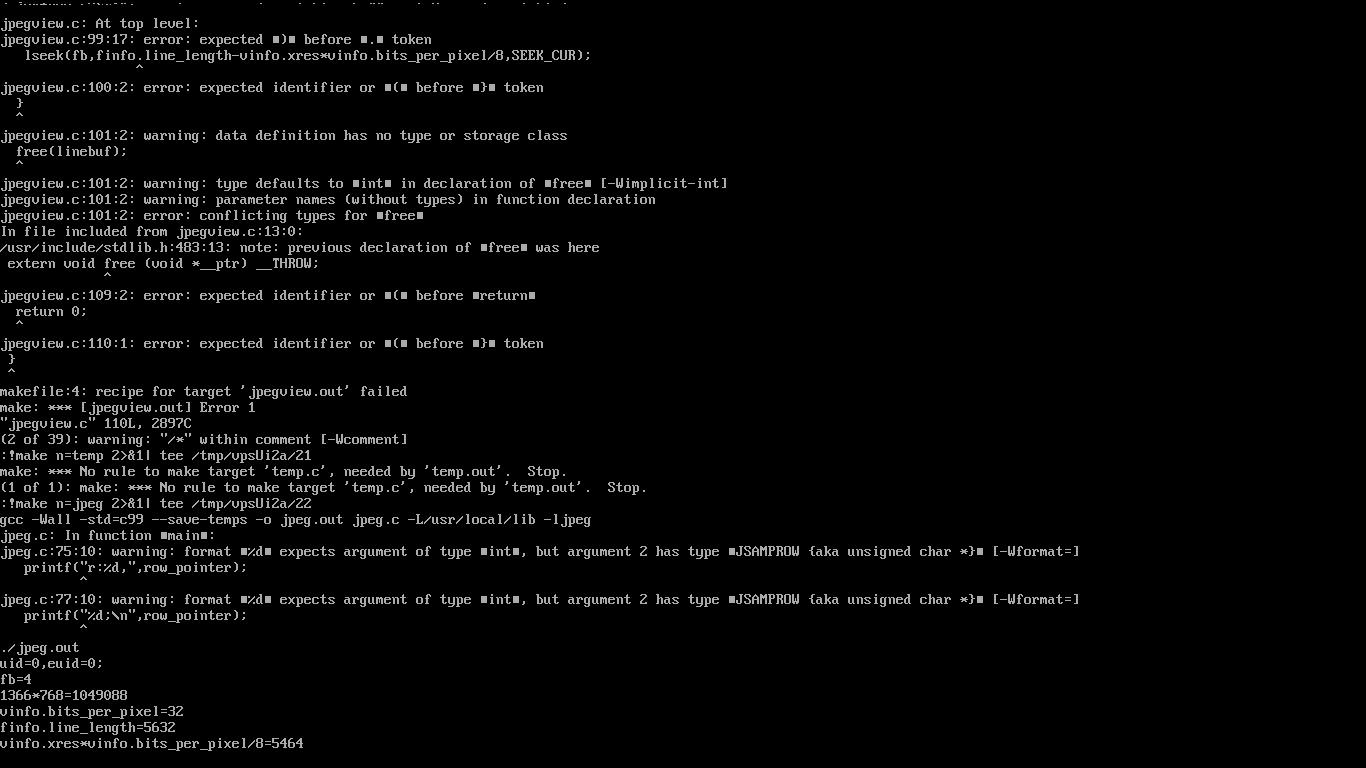 jpegview.c: At top level:
jpegview.c:99:17: error: expected ■)■ before ■.■ token
lseek(fb,finfo.line_length-vinfo.xres*vinfo.bits_per_pixel/8,SEEK_CUR);
^
jpegview.c:100:2: error: expected identifier or ■(■ before ■}■ token
}
^
jpegview.c:101:2: warning: data definition has no type or storage class
free(linebuf);
^
jpegview.c:101:2: warning: type defaults to ■int■ in declaration of ■free■ [-Wimplicit-int]
jpegview.c:101:2: warning: parameter names (without types) in function declaration
jpegview.c:101:2: error: conflicting types for ■free■
In file included from jpegview.c:13:0:
/usr/include/stdlib.h:483:13: note: previous declaration of ■free■ was here
extern void free (void *__ptr) __THROW;
^
jpegview.c:109:2: error: expected identifier or ■(■ before ■return■
return 0;
^
jpegview.c:110:1: error: expected identifier or ■(■ before ■}■ token
}
^
makefile:4: recipe for target 'jpegview.out' failed
make: *** [jpegview.out] Error 1
"jpegview.c" 110L, 2897C
(2 of 39): warning: "/*" within comment [-Wcomment]
:!make n=temp 2>&1| tee /tmp/vpsUi2a/21
make: *** No rule to make target 'temp.c', needed by 'temp.out'.  Stop.
(1 of 1): make: *** No rule to make target 'temp.c', needed by 'temp.out'.  Stop.
:!make n=jpeg 2>&1| tee /tmp/vpsUi2a/22
gcc -Wall -std=c99 --save-temps -o jpeg.out jpeg.c -L/usr/local/lib -ljpeg
jpeg.c: In function ■main■:
jpeg.c:75:10: warning: format ■%d■ expects argument of type ■int■, but argument 2 has type ■JSAMPROW {aka unsigned char *}■ [-Wformat=]
printf("r:%d,",row_pointer);
^
jpeg.c:77:10: warning: format ■%d■ expects argument of type ■int■, but argument 2 has type ■JSAMPROW {aka unsigned char *}■ [-Wformat=]
printf("%d;\n",row_pointer);
^
./jpeg.out
uid=0,euid=0;
fb=4
1366*768=1049088
vinfo.bits_per_pixel=32
finfo.line_length=5632
vinfo.xres*vinfo.bits_per_pixel/8=5464